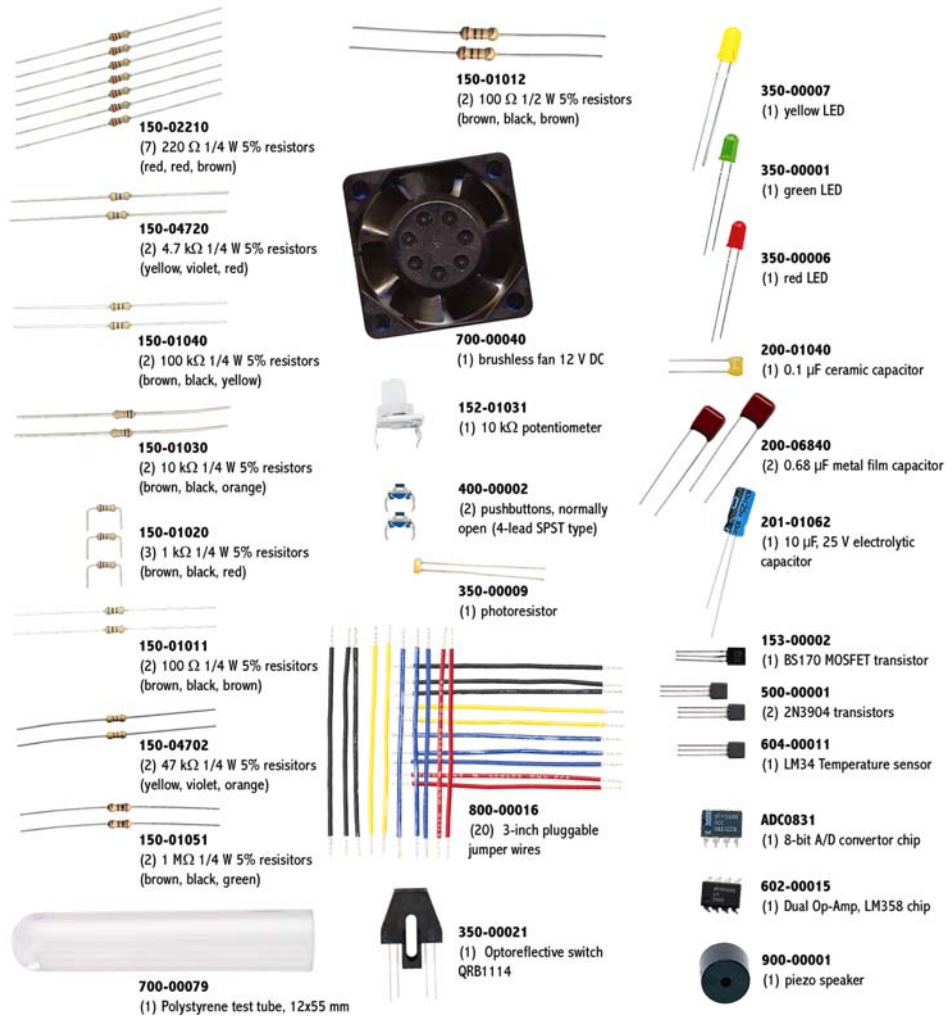 150-02210
(7) 220 Ω 1/4 W 5% resistors
(red, red, brown)
150-04720
(2) 4.7 kΩ 1/4 W 5% resistors
(yellow, violet, red)
150-01040
(2) 100 kΩ 1/4 W 5% resistors
(brown, black, yellow)
150-01030
(2) 10 kΩ 1/4 W 5% resistors
(brown, black, orange)
150-01020
(3) 1 kΩ 1/4 W 5% resisitors
(brown, black, red)
150-01011
(2) 100 Ω 1/4 W 5% resisitors
(brown, black, brown)
150-04702
(2) 47 kΩ 1/4 W 5% resisitors
(yellow, violet, orange)
150-01051
(2) 1 MΩ 1/4 W 5% resisitors
(brown, black, green)
700-00079
(1) Polystyrene test tube, 12x55 mm
150-01012
(2) 100 Ω 1/2 W 5% resistors
(brown, black, brown)
700-00040
(1) brushless fan 12 V DC
152-01031
(1) 10 kΩ potentiometer
400-00002
(2) pushbuttons, normally
open (4-lead SPST type)
350-00009
(1) photoresistor
800-00016
(20) 3-inch pluggable
jumper wires
350-00021
(1) Optoreflective switch
QRB1114
350-00007
(1) yellow LED
350-00001
(1) green LED
350-00006
(1) red LED
200-01040
(1) 0.1 µF ceramic capacitor
200-06840
(2) 0.68 µF metal film capacitor
201-01062
(1) 10 µF, 25 V electrolytic
capacitor
153-00002
(1) BS170 MOSFET transistor
500-00001
(2) 2N3904 transistors
604-00011
(1) LM34 Temperature sensor
ADC0831
(1) 8-bit A/D convertor chip
602-00015
(1) Dual Op-Amp, LM358 chip
900-00001
(1) piezo speaker